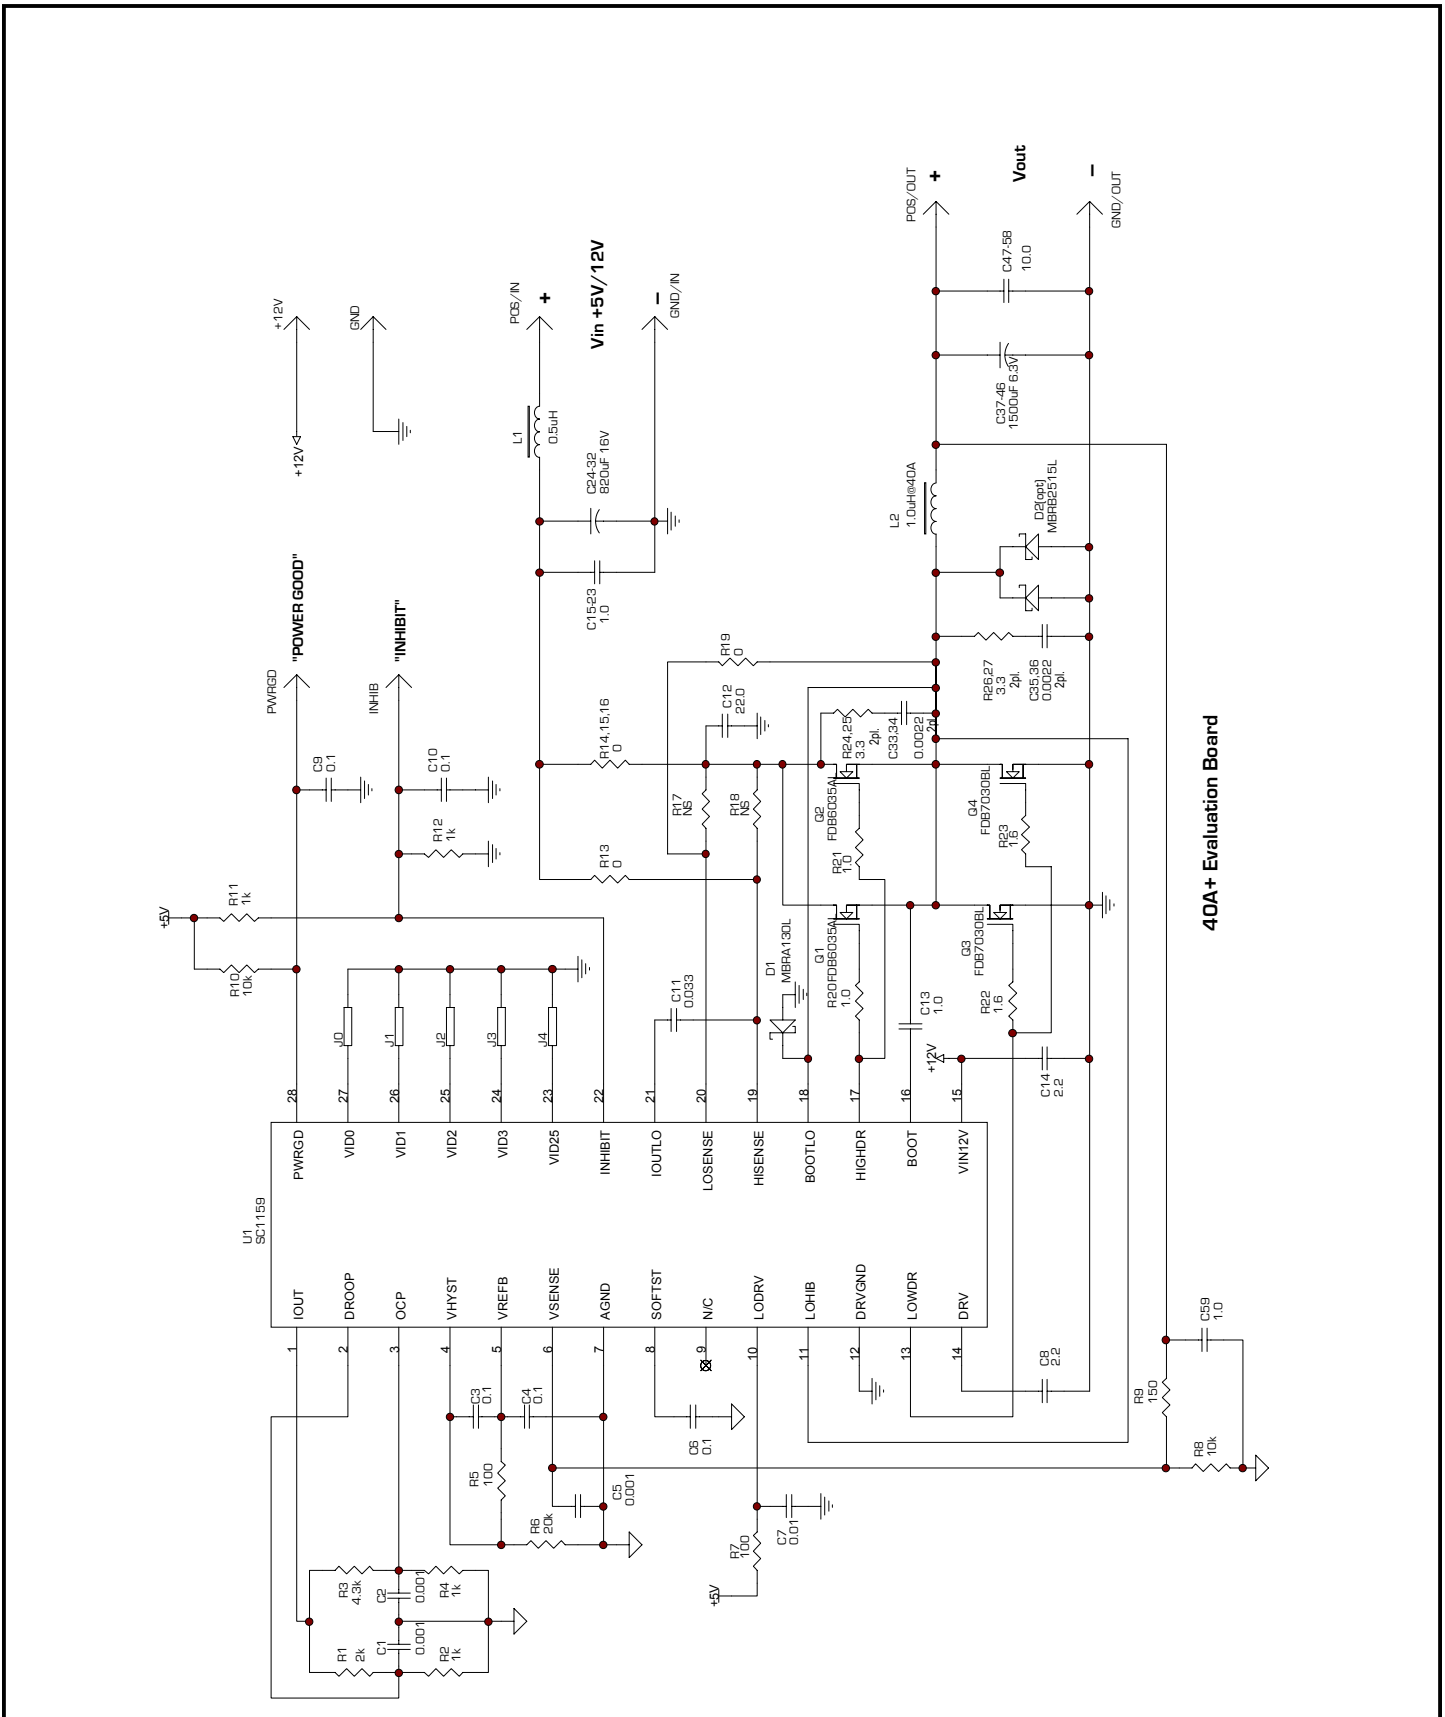 40A+ Evaluation Board
U1
SC1159
IOUT
DROOP
OCP
VHYST
VREFB
VSENSE
AGND
SOFTST
N/C
LODRV
LOHIB
DRVGND
LOWDR
DRV
1
2
3
4
5
6
7
8
9
10
11
12
13
14
PWRGD
VID0
VID1
VID2
VID3
VID25
INHIBIT
IOUTLO
LOSENSE
HISENSE
BOOTLO
HIGHDR
BOOT
VIN12V
28
27
26
25
24
23
22
21
20
19
18
17
16
15
R1
2k
R3
4.3k
C1
0.001
C2
0.001
R2
1k
R4
1k
R5
100
C3
0.1
C4
0.1
R6
20k
C5
0.001
C6
0.1
+5V
R7
100
C7
0.01
C8
2.2
R9
150
R8
10k
C59
1.0
J0
J1
J2
J3
J4
+5V
R10
10k
R11
1k
R12
1k
C9
0.1
C10
0.1
PWRGD
"POWER GOOD"
INHIB
"INHIBIT"
+12V
+12V
GND
C11
0.033
D1
MBRA130L
R13
0
R14,15,16
0
R17
NS
R18
NS
R19
0
C12
22.0
C15-23
1.0
C24-32
820uF 16V
L1
0.5uH
POS/IN
+
Vin +5V/12V
−
GND/IN
Q1
FDB6035A
R20
1.0
Q2
FDB6035A
R21
1.0
R24,25
3.3
2pl.
C33,34
0.0022
2pl.
C13
1.0
+12V
C14
2.2
R22
1.6
Q3
FDB7030BL
R23
1.6
Q4
FDB7030BL
R26,27
3.3
2pl.
C35,36
0.0022
2pl.
D2(opt)
MBRB2515L
L2
1.0uH@40A
C37-46
1500uF 6.3V
C47-58
10.0
POS/OUT
+
Vout
−
GND/OUT